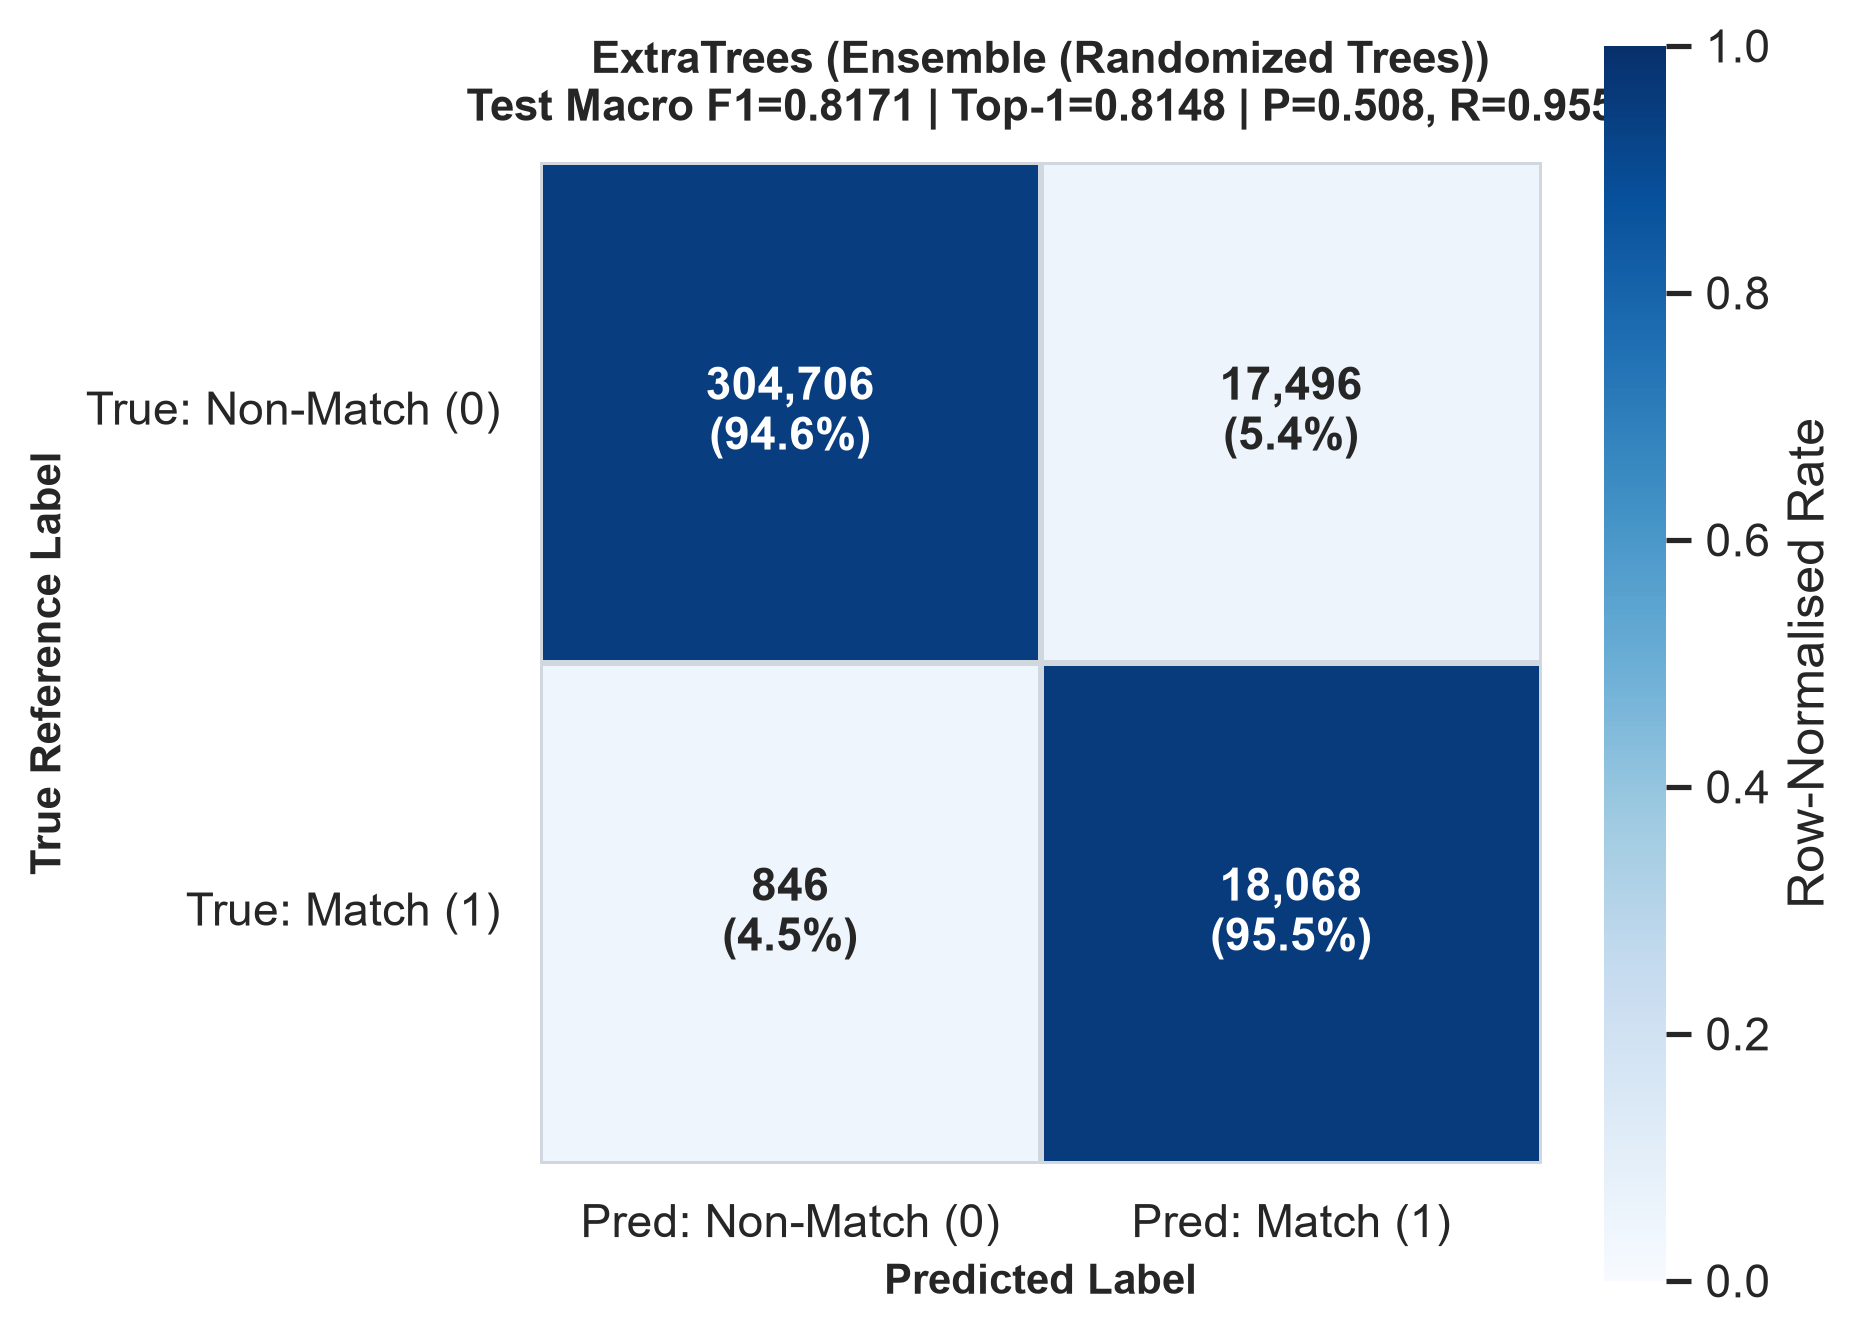 ExtraTrees (Ensemble (Randomized Trees))
Test Macro F1=0.8171 | Top-1=0.8148 | P=0.508, R=0.955
True Reference Label
True: Non-Match (0)
304,706
(94.6%)
17,496
(5.4%)
True: Match (1)
846
(4.5%)
18,068
(95.5%)
Pred: Non-Match (0)
Pred: Match (1)
Predicted Label
1.0
0.8
0.6
0.4
0.2
0.0
Row-Normalised Rate